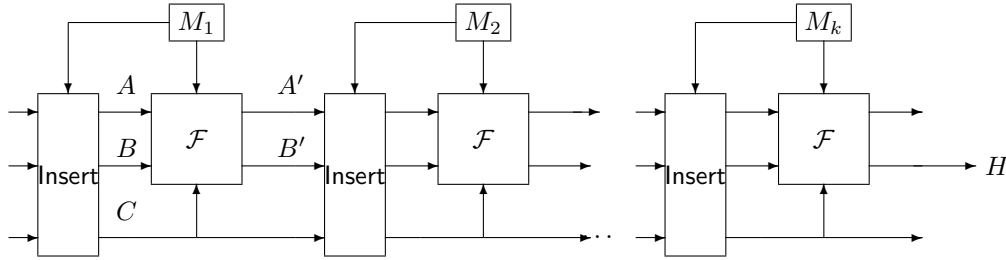 M₁ M₂ Mₖ
A A′
ℱ ℱ ℱ
B B′ H
Insert Insert Insert
C
. .